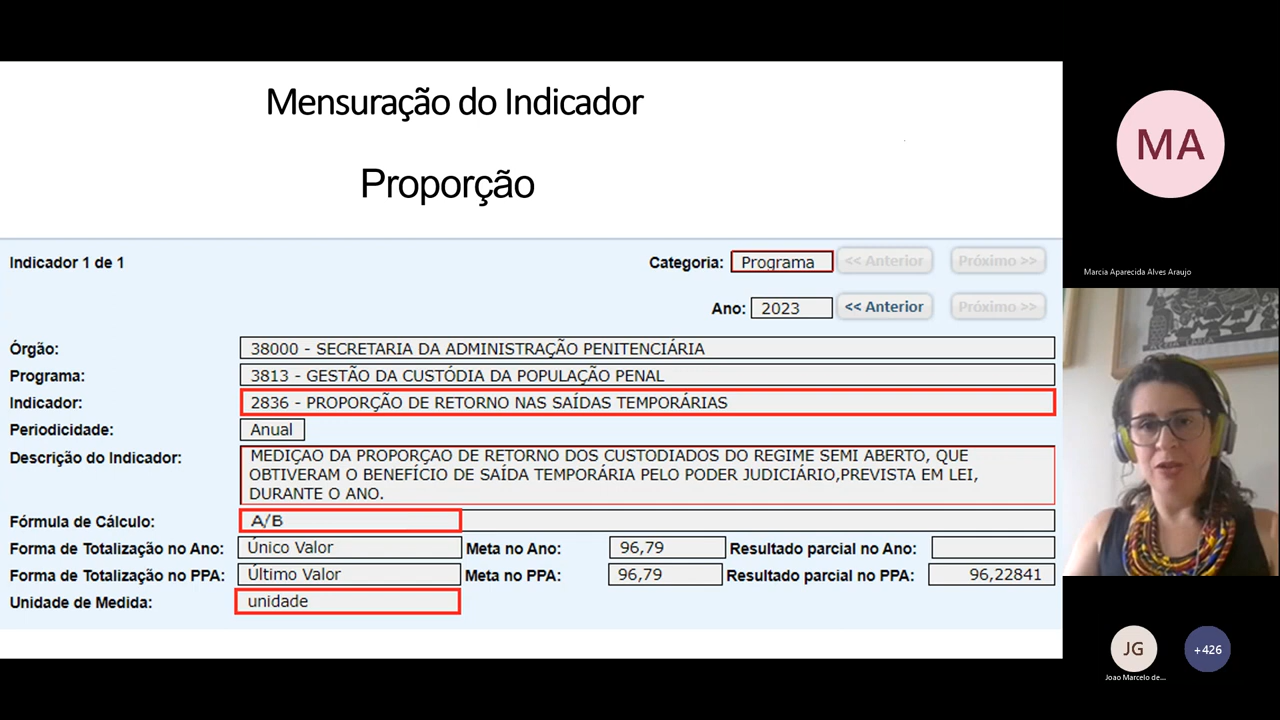 Mensuração do Indicador
Proporção
Indicador 1 de 1
Categoria: Programa << Anterior Próximo >>
Ano: 2023 << Anterior Próximo >>
Órgão: 38000 - SECRETARIA DA ADMINISTRAÇÃO PENITENCIÁRIA
Programa: 3813 - GESTÃO DA CUSTÓDIA DA POPULAÇÃO PENAL
Indicador: 2836 - PROPORÇÃO DE RETORNO NAS SAÍDAS TEMPORÁRIAS
Periodicidade: Anual
Descrição do Indicador: MEDIÇÃO DA PROPORÇÃO DE RETORNO DOS CUSTODIADOS DO REGIME SEMI ABERTO, QUE
OBTIVERAM O BENEFÍCIO DE SAÍDA TEMPORÁRIA PELO PODER JUDICIÁRIO,PREVISTA EM LEI,
DURANTE O ANO.
Fórmula de Cálculo: A/B
Forma de Totalização no Ano: Único Valor Meta no Ano: 96,79 Resultado parcial no Ano:
Forma de Totalização no PPA: Último Valor Meta no PPA: 96,79 Resultado parcial no PPA: 96,22841
Unidade de Medida: unidade
MA
Marcia Aparecida Alves Araujo
JG
+426
Joao Marcelo de...